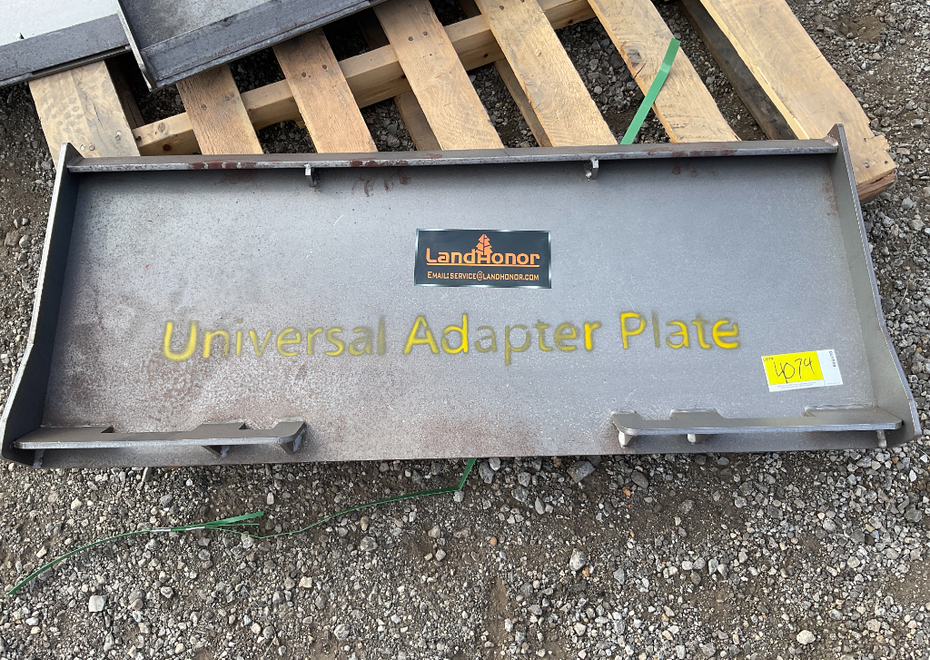 LandHonor
Email:service@landhonor.com
Universal Adapter Plate
4074